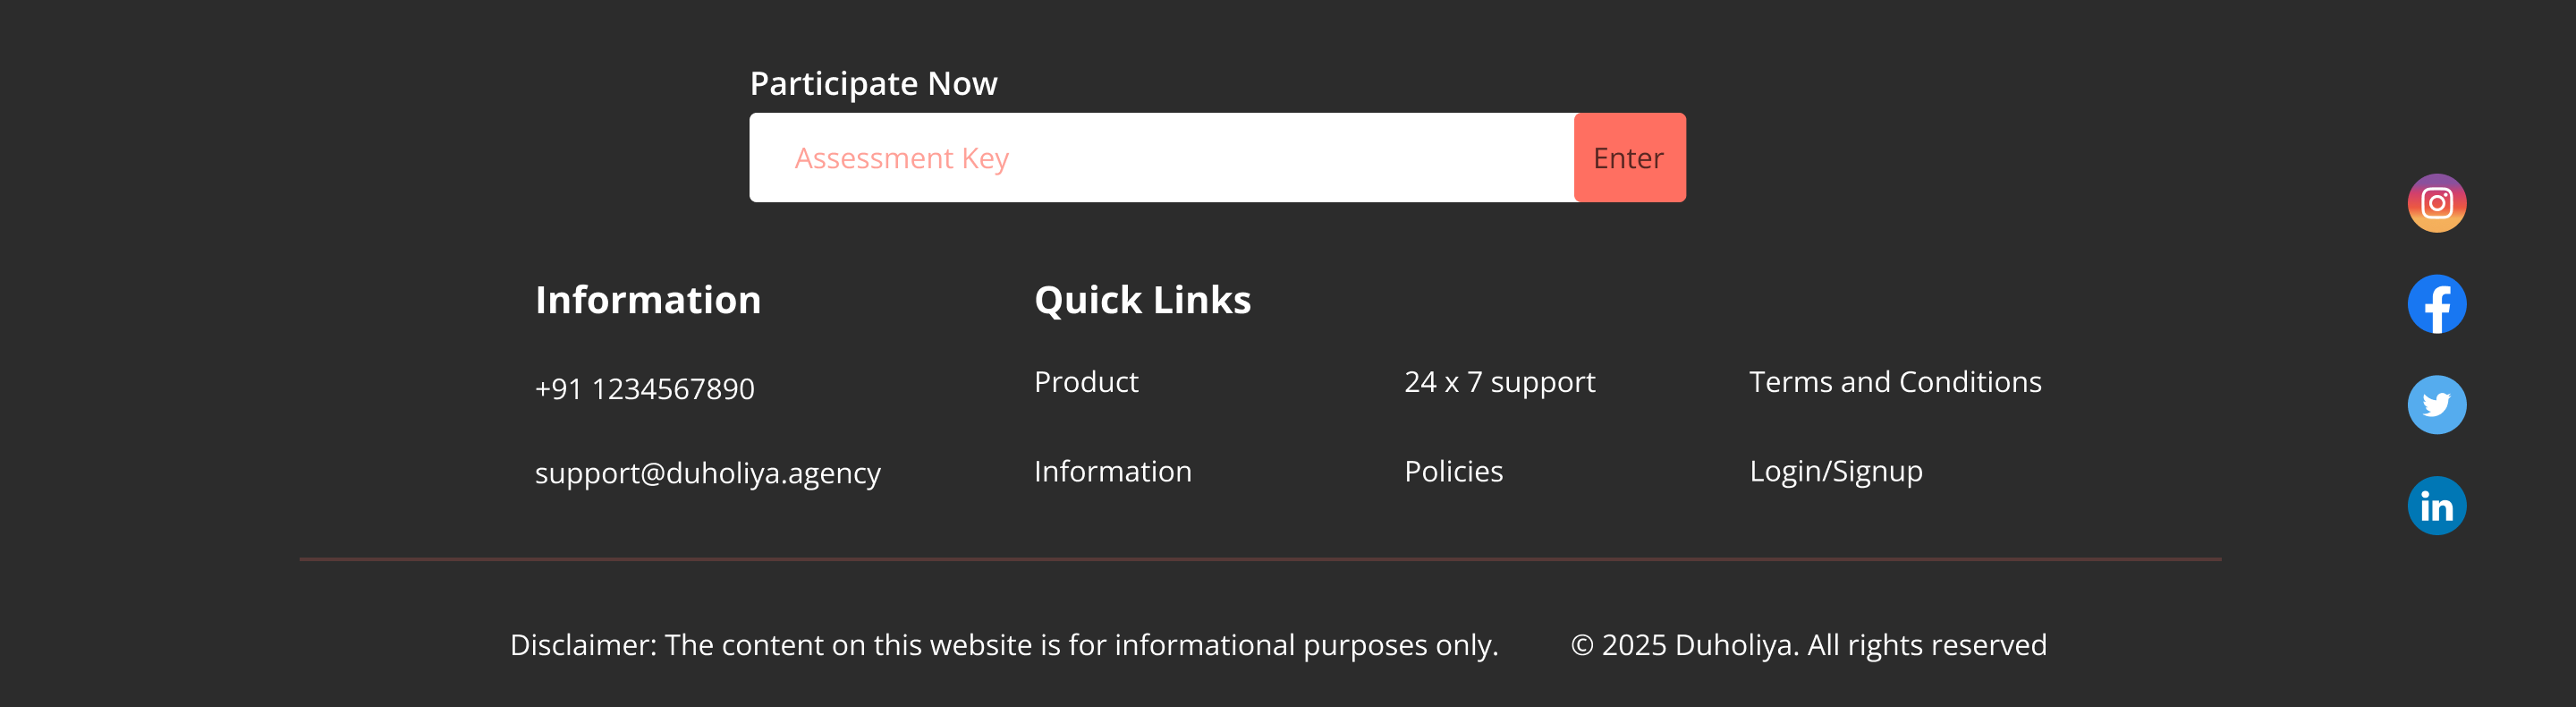 Participate Now
Assessment Key
Enter
Information
+91 1234567890
support@duholiya.agency
Quick Links
Product
24 x 7 support
Terms and Conditions
Information
Policies
Login/Signup
Disclaimer: The content on this website is for informational purposes only.
© 2025 Duholiya. All rights reserved